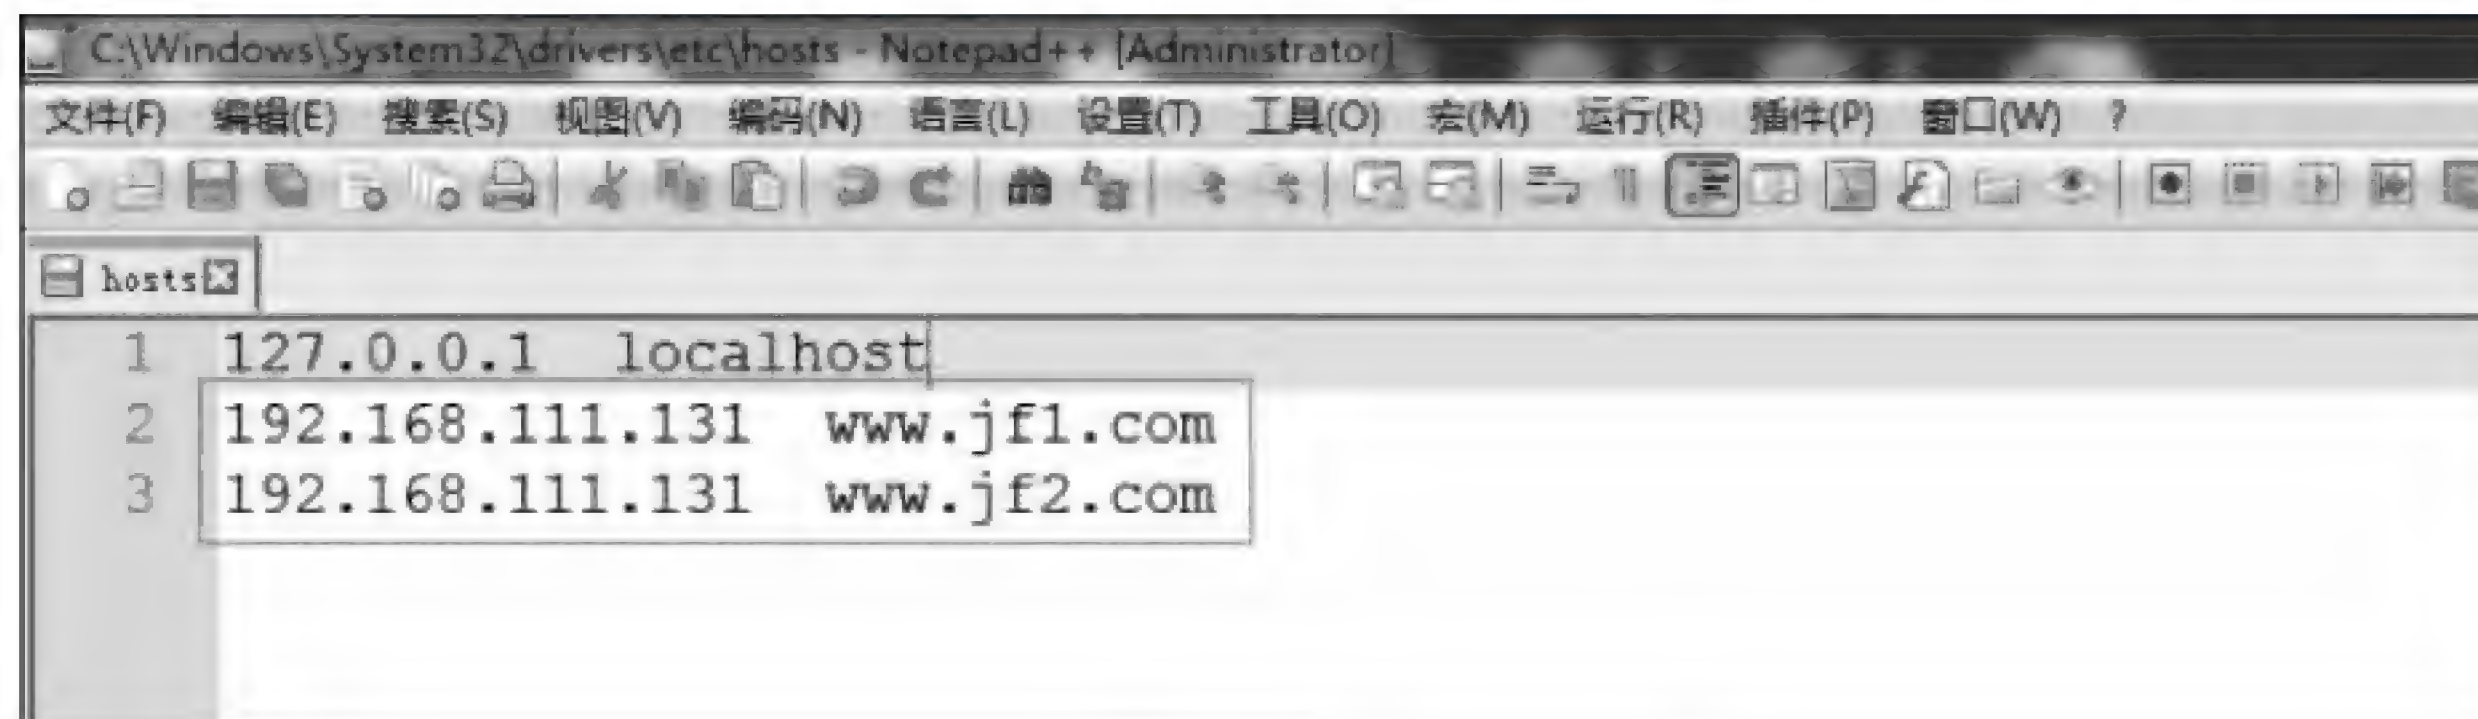 C:\Windows\System32\drivers\etc\hosts - Notepad++ [Administrator]
文件(F) 编辑(E) 搜索(S) 视图(V) 编码(N) 语言(L) 设置(T) 工具(O) 宏(M) 运行(R) 插件(P) 窗口(W) ?
hosts
1 127.0.0.1 localhost
2 192.168.111.131 www.jf1.com
3 192.168.111.131 www.jf2.com